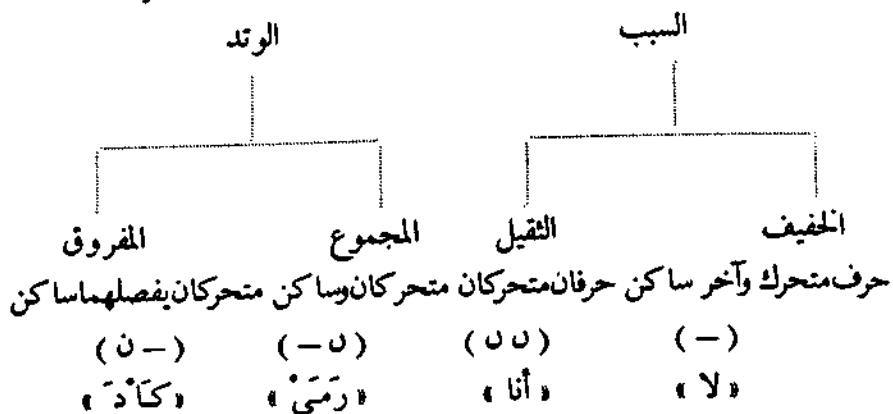 السبب الوتد
الخفيف الثقيل المجموع المفروق
حرف متحرك وآخر ساكن حرفان متحركان متحركان وساكن متحركان يفصلهما ساكن
(—) (ں ں) (ں—) (—ں)
« لا » « أنا » « رَمَىْ » « كَاْدَ »